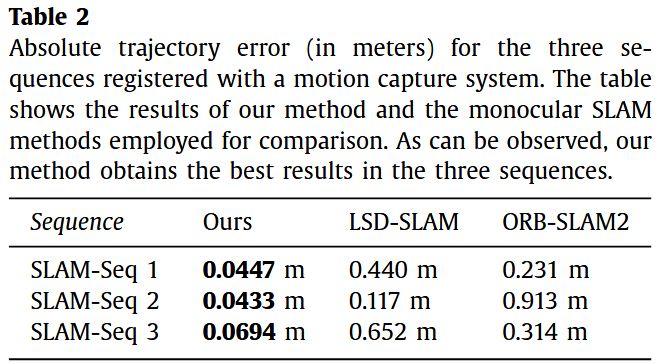 Table 2
Absolute trajectory error (in meters) for the three se-
quences registered with a motion capture system. The table
shows the results of our method and the monocular SLAM
methods employed for comparison. As can be observed, our
method obtains the best results in the three sequences.
Sequence Ours LSD-SLAM ORB-SLAM2
SLAM-Seq 1 0.0447 m 0.440 m 0.231 m
SLAM-Seq 2 0.0433 m 0.117 m 0.913 m
SLAM-Seq 3 0.0694 m 0.652 m 0.314 m